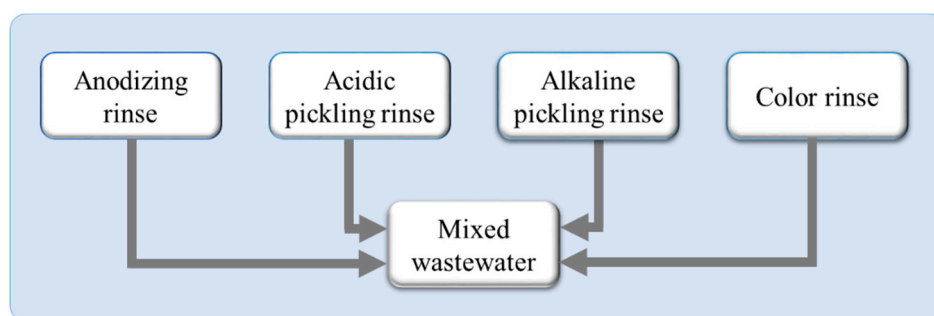 Anodizing
rinse
Acidic
pickling rinse
Alkaline
pickling rinse
Color rinse
Mixed
wastewater